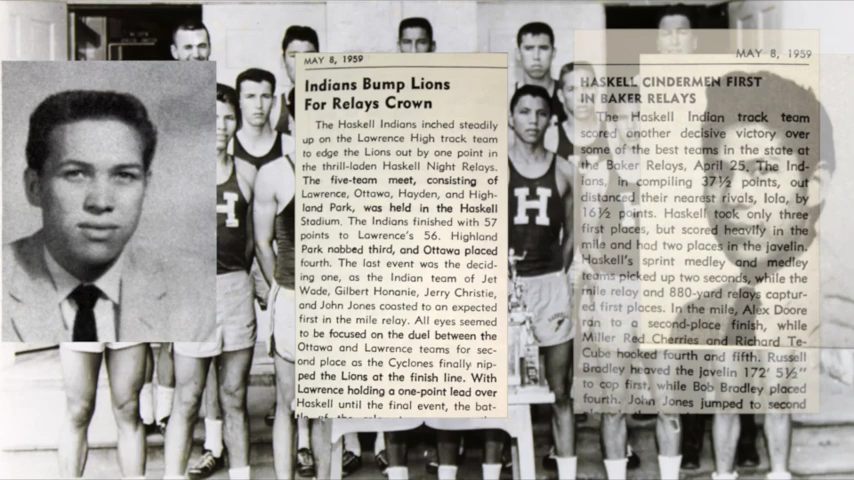 MAY 8, 1959
Indians Bump Lions
For Relays Crown
The Haskell Indians inched steadily
up on the Lawrence High track team
to edge the Lions out by one point in
the thrill-laden Haskell Night Relays.
The five-team meet, consisting of
Lawrence, Ottawa, Hayden, and High-
land Park, was held in the Haskell
Stadium. The Indians finished with 57
points to Lawrence's 56. Highland
Park nabbed third, and Ottawa placed
fourth. The last event was the decid-
ing one, as the Indian team of Jet
Wade, Gilbert Honanie, Jerry Christie,
and John Jones coasted to an expected
first in the mile relay. All eyes seemed
to be focused on the duel between the
Ottawa and Lawrence teams for sec-
ond place as the Cyclones finally nip-
ped the Lions at the finish line. With
Lawrence holding a one-point lead over
Haskell until the final event, the bat-
MAY 8, 1959
HASKELL CINDERMEN FIRST
IN BAKER RELAYS
The Haskell Indian track team
scored another decisive victory over
some of the best teams in the state at
the Baker Relays, April 25. The Ind-
ians, in compiling 37½ points, out
distanced their nearest rivals, Iola, by
16½ points. Haskell took only three
first places, but scored heavily in the
mile and had two places in the javelin.
Haskell's sprint medley and medley
teams picked up two seconds, while the
mile relay and 880-yard relays captur-
ed first places. In the mile, Alex Doore
ran to a second-place finish, while
Miller Red Cherries and Richard Te-
Cube hooked fourth and fifth. Russell
Bradley heaved the javelin 172' 5½"
to cop first, while Bob Bradley placed
fourth. John Jones jumped to second
H
H